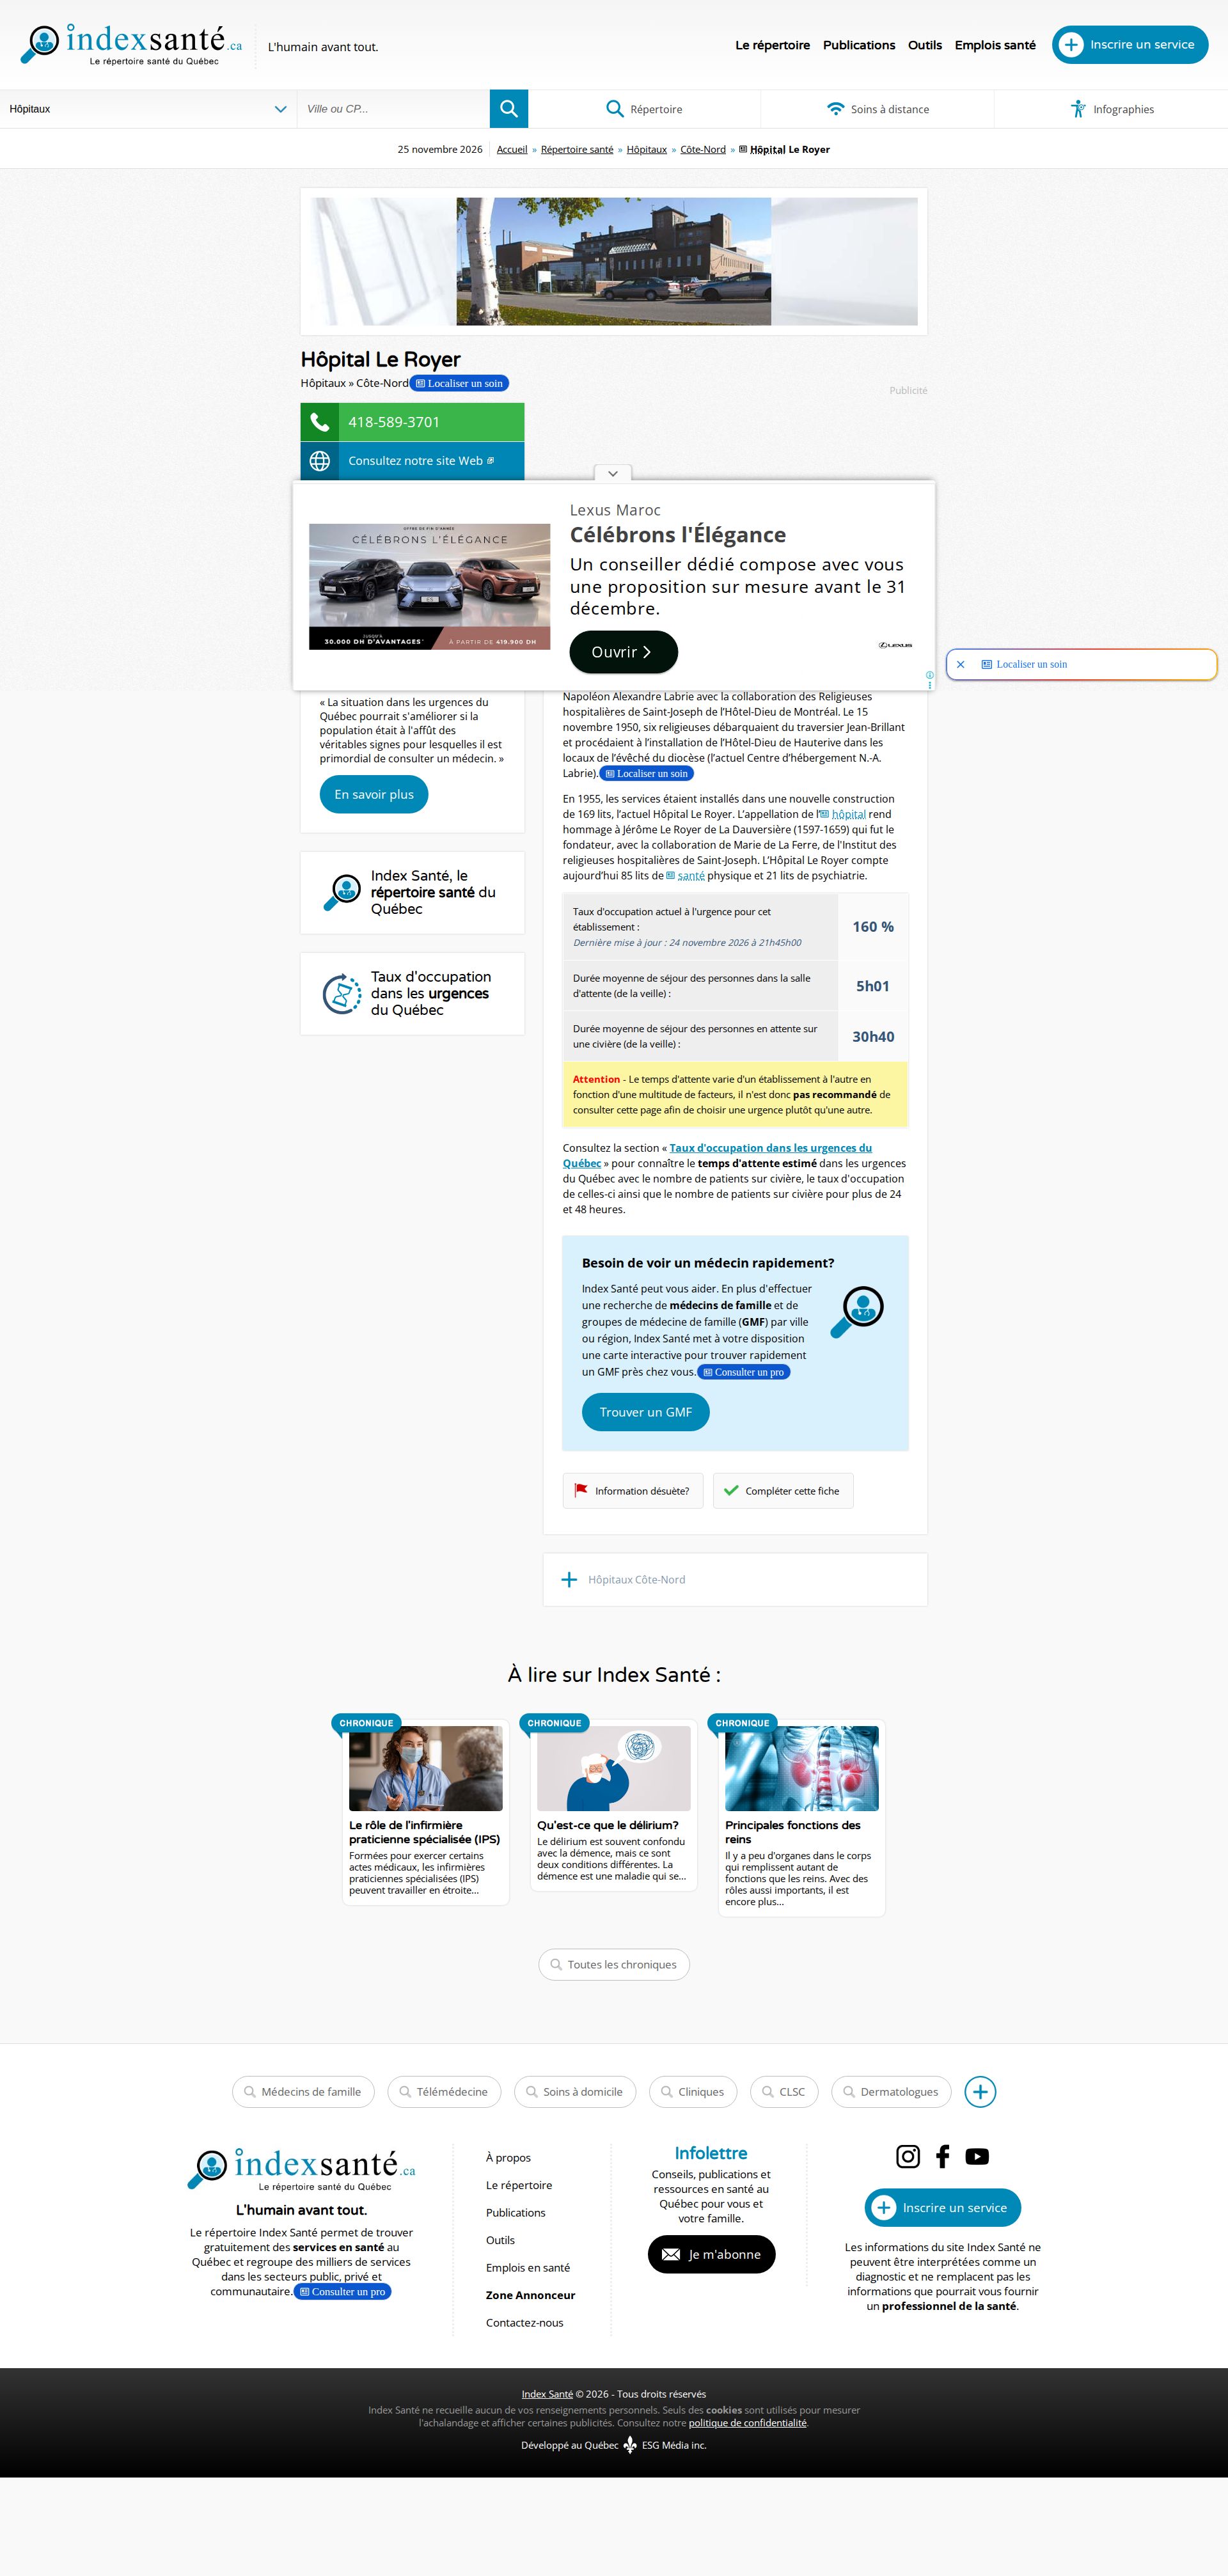 indexsanté.ca
Le répertoire santé du Québec
L'humain avant tout.
Le répertoire
Publications
Outils
Emplois santé
Inscrire un service
Hôpitaux
Ville ou CP...
Répertoire
Soins à distance
Infographies
25 novembre 2026
Accueil » Répertoire santé » Hôpitaux » Côte-Nord » Hôpital Le Royer
Hôpital Le Royer
Hôpitaux » Côte-Nord Localiser un soin
Publicité
418-589-3701
Consultez notre site Web
OFFRE DE FIN D'ANNÉE
CÉLÉBRONS L'ÉLÉGANCE
JUSQU'À
30.000 DH D'AVANTAGES*
À PARTIR DE 419.900 DH
Lexus Maroc
Célébrons l'Élégance
Un conseiller dédié compose avec vous
une proposition sur mesure avant le 31
décembre.
Ouvrir
LEXUS
Localiser un soin
« La situation dans les urgences du
Québec pourrait s'améliorer si la
population était à l'affût des
véritables signes pour lesquelles il est
primordial de consulter un médecin. »
En savoir plus
Index Santé, le
répertoire santé du
Québec
Taux d'occupation
dans les urgences
du Québec
Napoléon Alexandre Labrie avec la collaboration des Religieuses
hospitalières de Saint-Joseph de l’Hôtel-Dieu de Montréal. Le 15
novembre 1950, six religieuses débarquaient du traversier Jean-Brillant
et procédaient à l’installation de l’Hôtel-Dieu de Hauterive dans les
locaux de l’évêché du diocèse (l’actuel Centre d’hébergement N.-A.
Labrie). Localiser un soin
En 1955, les services étaient installés dans une nouvelle construction
de 169 lits, l’actuel Hôpital Le Royer. L’appellation de l’ hôpital rend
hommage à Jérôme Le Royer de La Dauversière (1597-1659) qui fut le
fondateur, avec la collaboration de Marie de La Ferre, de l'Institut des
religieuses hospitalières de Saint-Joseph. L’Hôpital Le Royer compte
aujourd’hui 85 lits de santé physique et 21 lits de psychiatrie.
Taux d'occupation actuel à l'urgence pour cet
établissement :
Dernière mise à jour : 24 novembre 2026 à 21h45h00
160 %
Durée moyenne de séjour des personnes dans la salle
d'attente (de la veille) :
5h01
Durée moyenne de séjour des personnes en attente sur
une civière (de la veille) :
30h40
Attention - Le temps d'attente varie d'un établissement à l'autre en
fonction d'une multitude de facteurs, il n'est donc pas recommandé de
consulter cette page afin de choisir une urgence plutôt qu'une autre.
Consultez la section « Taux d'occupation dans les urgences du
Québec » pour connaître le temps d'attente estimé dans les urgences
du Québec avec le nombre de patients sur civière, le taux d'occupation
de celles-ci ainsi que le nombre de patients sur civière pour plus de 24
et 48 heures.
Besoin de voir un médecin rapidement?
Index Santé peut vous aider. En plus d'effectuer
une recherche de médecins de famille et de
groupes de médecine de famille (GMF) par ville
ou région, Index Santé met à votre disposition
une carte interactive pour trouver rapidement
un GMF près chez vous. Consulter un pro
Trouver un GMF
Information désuète?
Compléter cette fiche
Hôpitaux Côte-Nord
À lire sur Index Santé :
CHRONIQUE
Le rôle de l'infirmière
praticienne spécialisée (IPS)
Formées pour exercer certains
actes médicaux, les infirmières
praticiennes spécialisées (IPS)
peuvent travailler en étroite...
CHRONIQUE
Qu'est-ce que le délirium?
Le délirium est souvent confondu
avec la démence, mais ce sont
deux conditions différentes. La
démence est une maladie qui se...
CHRONIQUE
Principales fonctions des
reins
Il y a peu d'organes dans le corps
qui remplissent autant de
fonctions que les reins. Avec des
rôles aussi importants, il est
encore plus...
Toutes les chroniques
Médecins de famille
Télémédecine
Soins à domicile
Cliniques
CLSC
Dermatologues
indexsanté.ca
Le répertoire santé du Québec
L'humain avant tout.
Le répertoire Index Santé permet de trouver
gratuitement des services en santé au
Québec et regroupe des milliers de services
dans les secteurs public, privé et
communautaire. Consulter un pro
À propos
Le répertoire
Publications
Outils
Emplois en santé
Zone Annonceur
Contactez-nous
Infolettre
Conseils, publications et
ressources en santé au
Québec pour vous et
votre famille.
Je m'abonne
Inscrire un service
Les informations du site Index Santé ne
peuvent être interprétées comme un
diagnostic et ne remplacent pas les
informations que pourrait vous fournir
un professionnel de la santé.
Index Santé © 2026 - Tous droits réservés
Index Santé ne recueille aucun de vos renseignements personnels. Seuls des cookies sont utilisés pour mesurer
l'achalandage et afficher certaines publicités. Consultez notre politique de confidentialité.
Développé au Québec ESG Média inc.